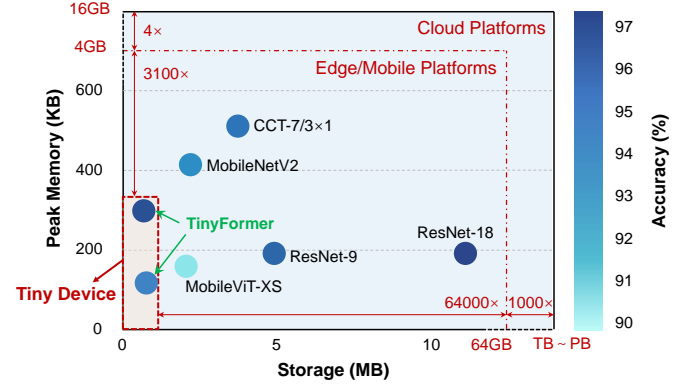 16GB
4×
Cloud Platforms
97
4GB
3100×
Edge/Mobile Platforms
96
600
CCT-7/3×1
95
Peak Memory (KB)
400
MobileNetV2
94
Accuracy (%)
93
TinyFormer
200
ResNet-18
ResNet-9
92
MobileViT-XS
91
Tiny Device
64000×
1000×
90
0
0
5
10
64GB
TB ~ PB
Storage (MB)